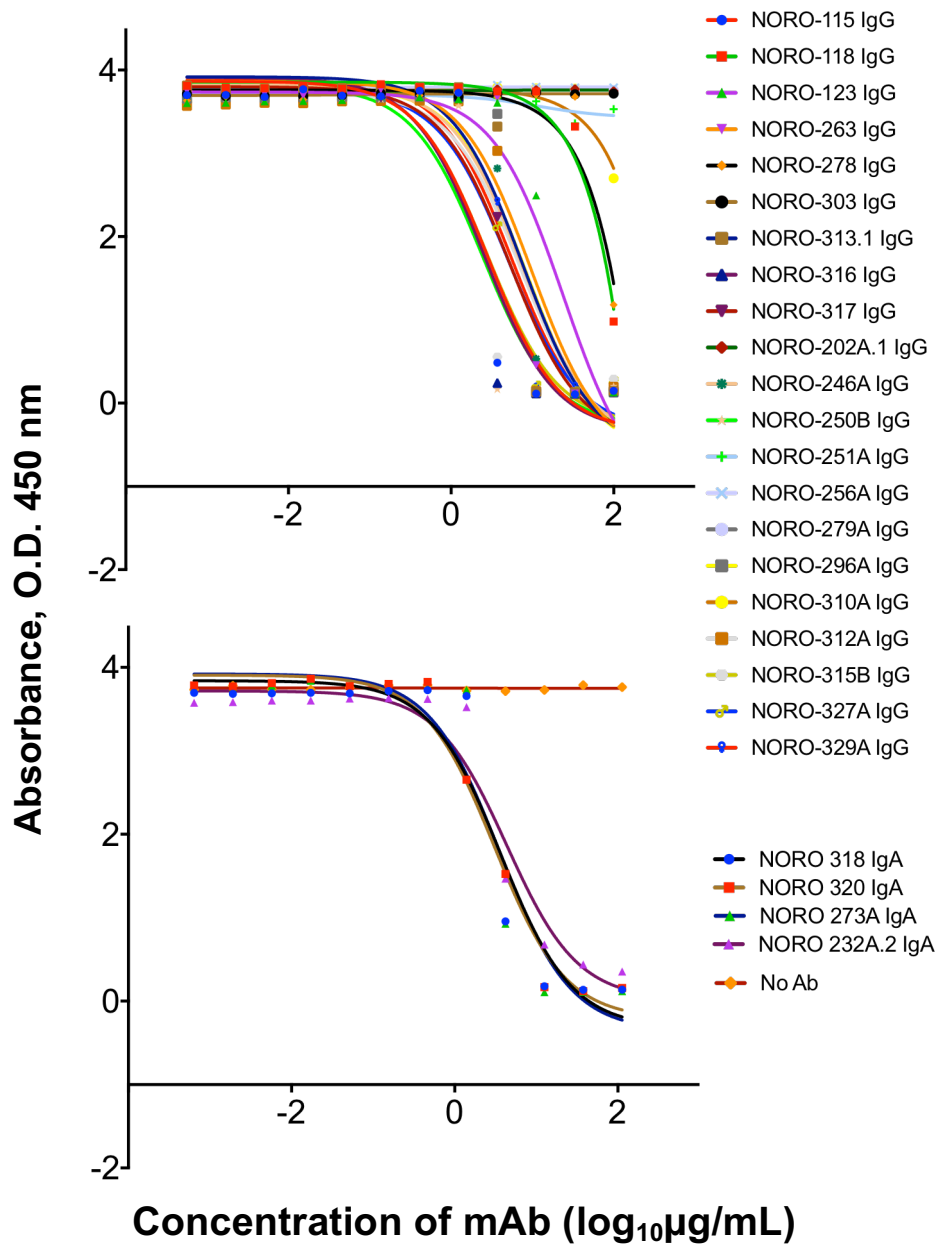 NORO-115 IgG
NORO-118 IgG
NORO-123 IgG
NORO-263 IgG
NORO-278 IgG
NORO-303 IgG
NORO-313.1 IgG
NORO-316 IgG
NORO-317 IgG
NORO-202A.1 IgG
NORO-246A IgG
NORO-250B IgG
NORO-251A IgG
NORO-256A IgG
NORO-279A IgG
NORO-296A IgG
NORO-310A IgG
NORO-312A IgG
NORO-315B IgG
NORO-327A IgG
NORO-329A IgG
4
2
0
-2
-2 0 2
Absorbance, O.D. 450 nm
4
2
0
-2
-2 0 2
NORO 318 IgA
NORO 320 IgA
NORO 273A IgA
NORO 232A.2 IgA
No Ab
Concentration of mAb (log₁₀µg/mL)